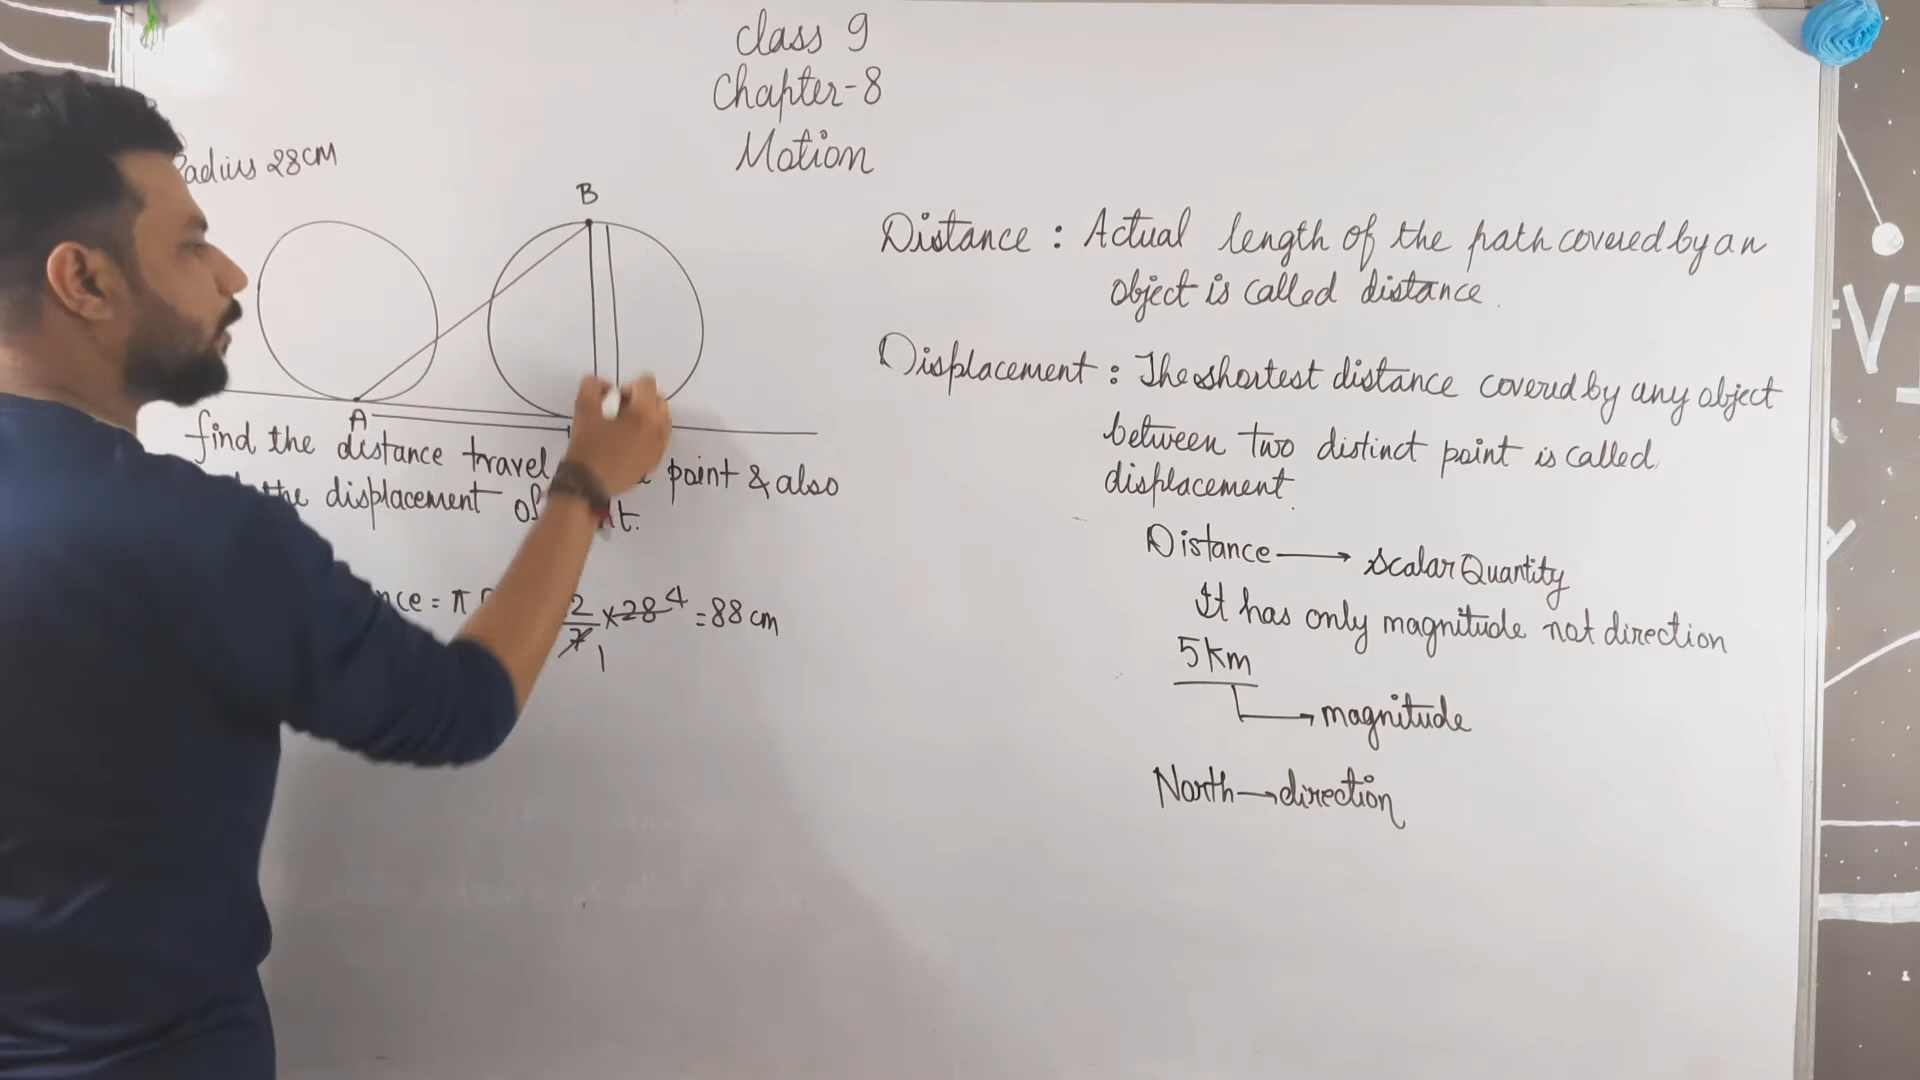 Class 9
Chapter-8
Motion
Radius 28cm
B
A
find the distance travel point & also
the displacement of
= π
2/7 × 28 4 = 88 cm
1
Distance : Actual length of the path covered by an
object is called distance.
Displacement : The shortest distance covered by any object
between two distinct point is called
displacement.
Distance → scalar Quantity
It has only magnitude not direction
5 km
→ magnitude
North → direction